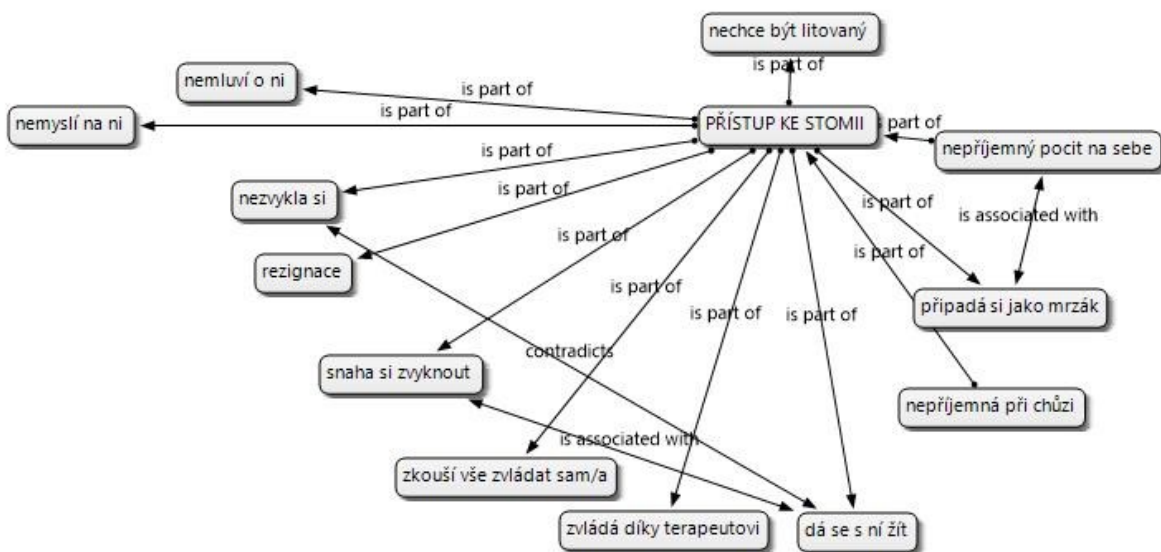 nechce být litovaný
is part of
nemluví o ni
is part of
nemyslí na ni
is part of
PŘÍSTUP KE STOMII
is part of
nepříjemný pocit na sebe
is part of
nezvykla si
is part of
is part of
is associated with
rezignace
is part of
is part of
připadá si jako mrzák
is part of
is part of
is part of
contradicts
snaha si zvyknout
nepříjemná při chůzi
is associated with
zkouší vše zvládat sam/a
zvládá díky terapeutovi
dá se s ní žít